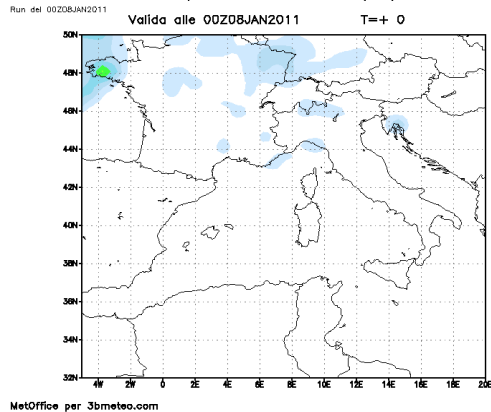 Run del 00Z08JAN2011
Valida alle 00Z08JAN2011 T=+ 0
50N
48N
46N
44N
42N
40N
38N
36N
34N
32N
4W 2W 0 2E 4E 6E 8E 10E 12E 14E 16E 18E 20E
MetOffice per 3bmeteo.com